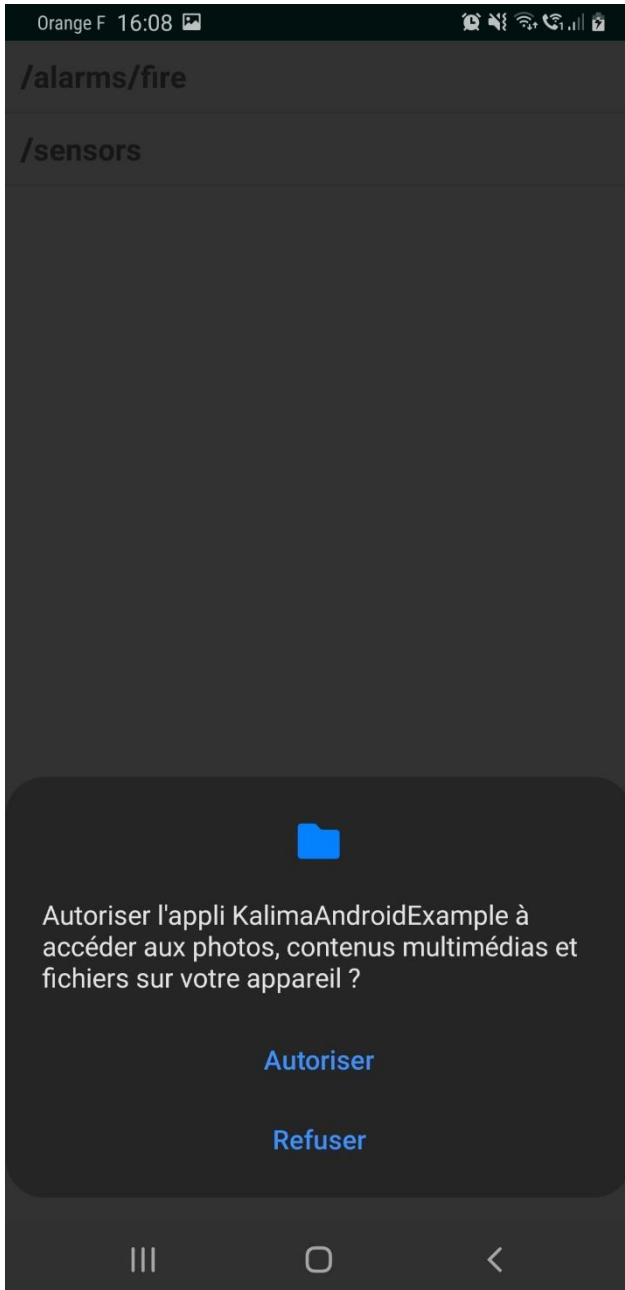 Orange F 16:08
/alarms/fire
/sensors
Autoriser l'appli KalimaAndroidExample à
accéder aux photos, contenus multimédias et
fichiers sur votre appareil ?
Autoriser
Refuser